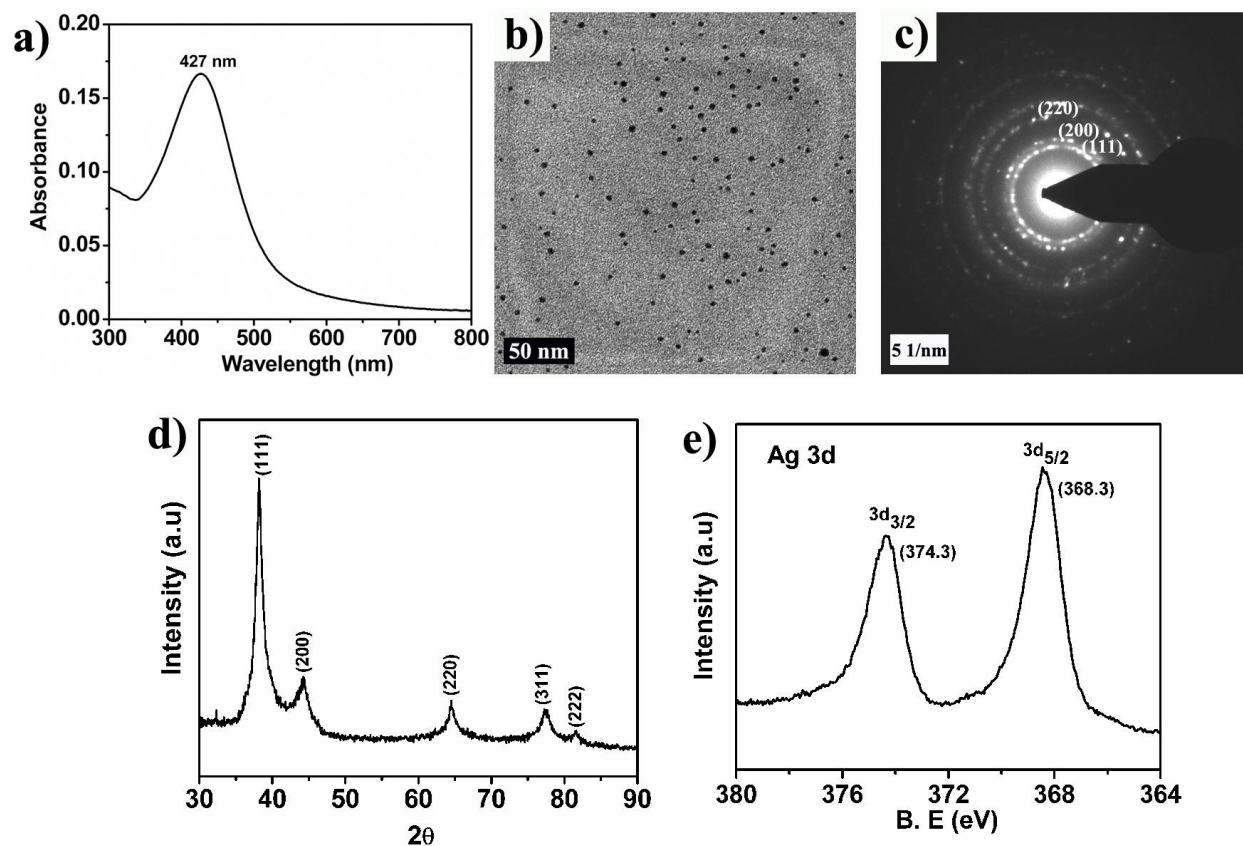 a)
0.20
0.15
0.10
0.05
0.00
Absorbance
427 nm
300 400 500 600 700 800
Wavelength (nm)
b)
50 nm
c)
(220)
(200)
(111)
5 1/nm
d)
Intensity (a.u)
(111)
(200)
(220)
(311)
(222)
30 40 50 60 70 80 90
2θ
e)
Ag 3d
Intensity (a.u)
3d3/2
(374.3)
3d5/2
(368.3)
380 376 372 368 364
B. E (eV)